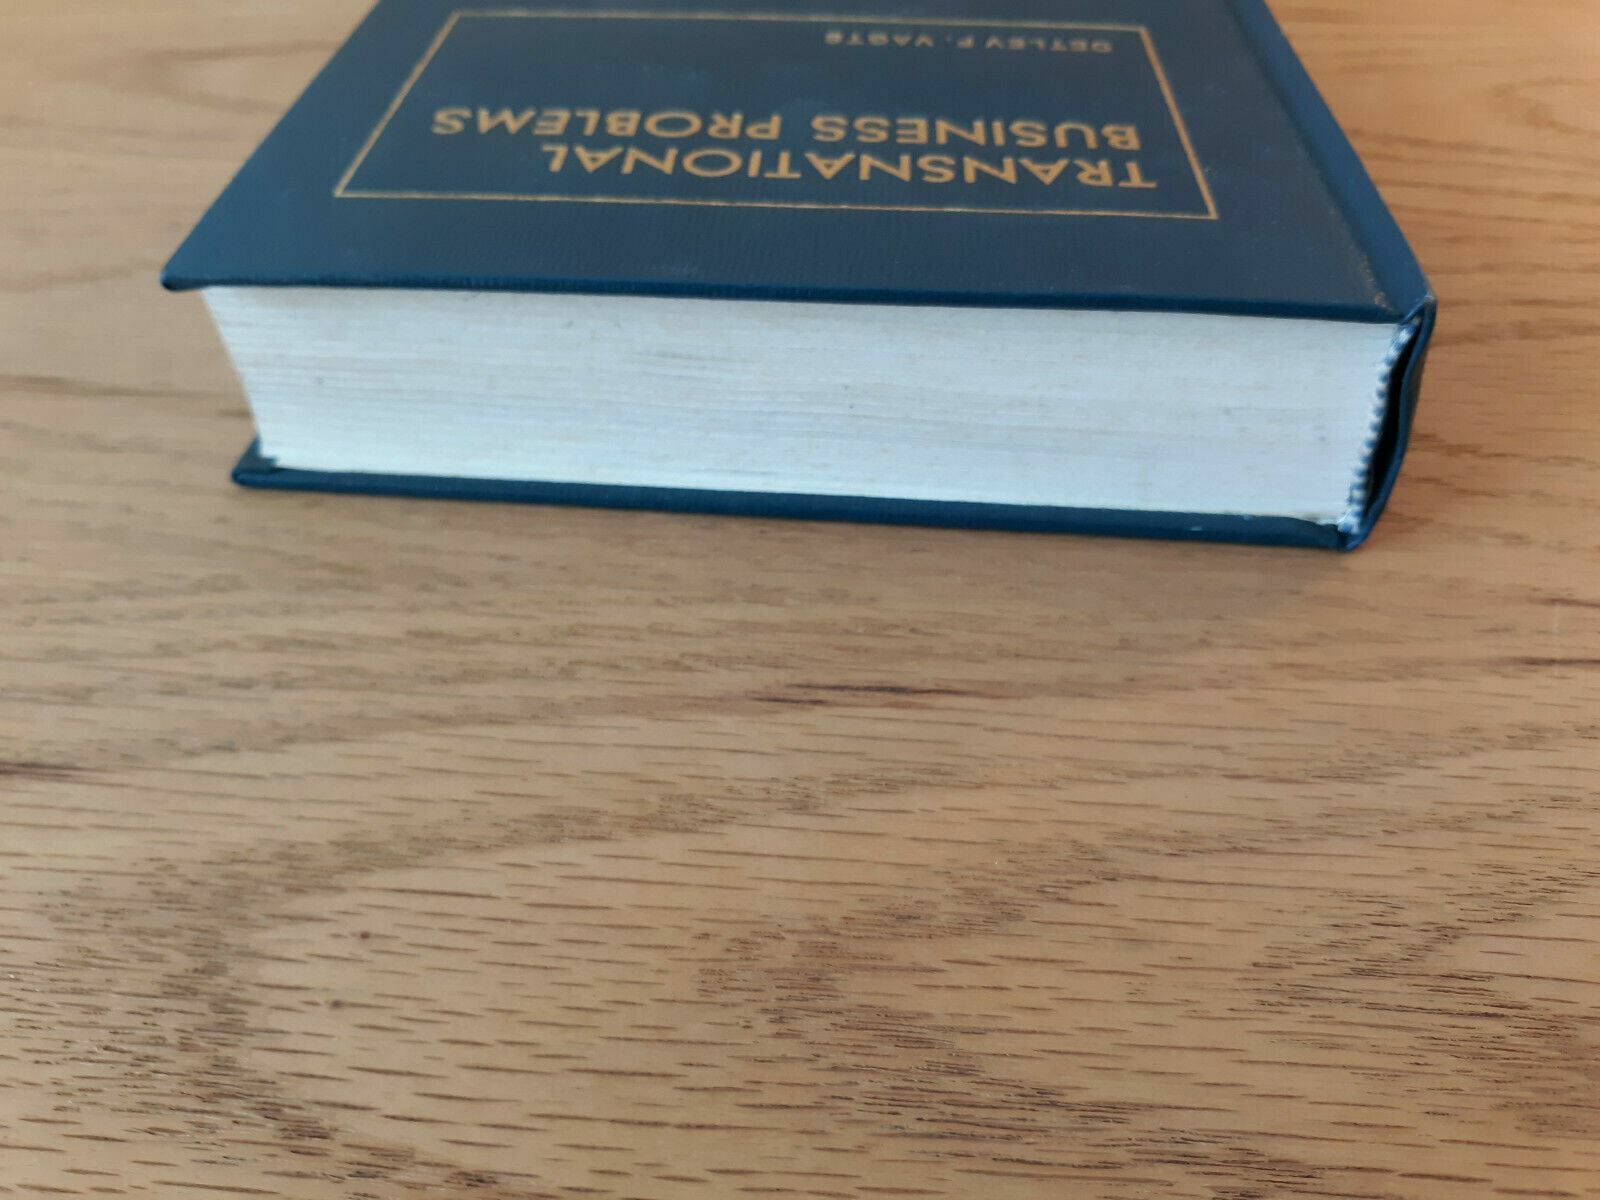 TRANSNATIONAL
BUSINESS PROBLEMS
DETLEV F. VAGTS